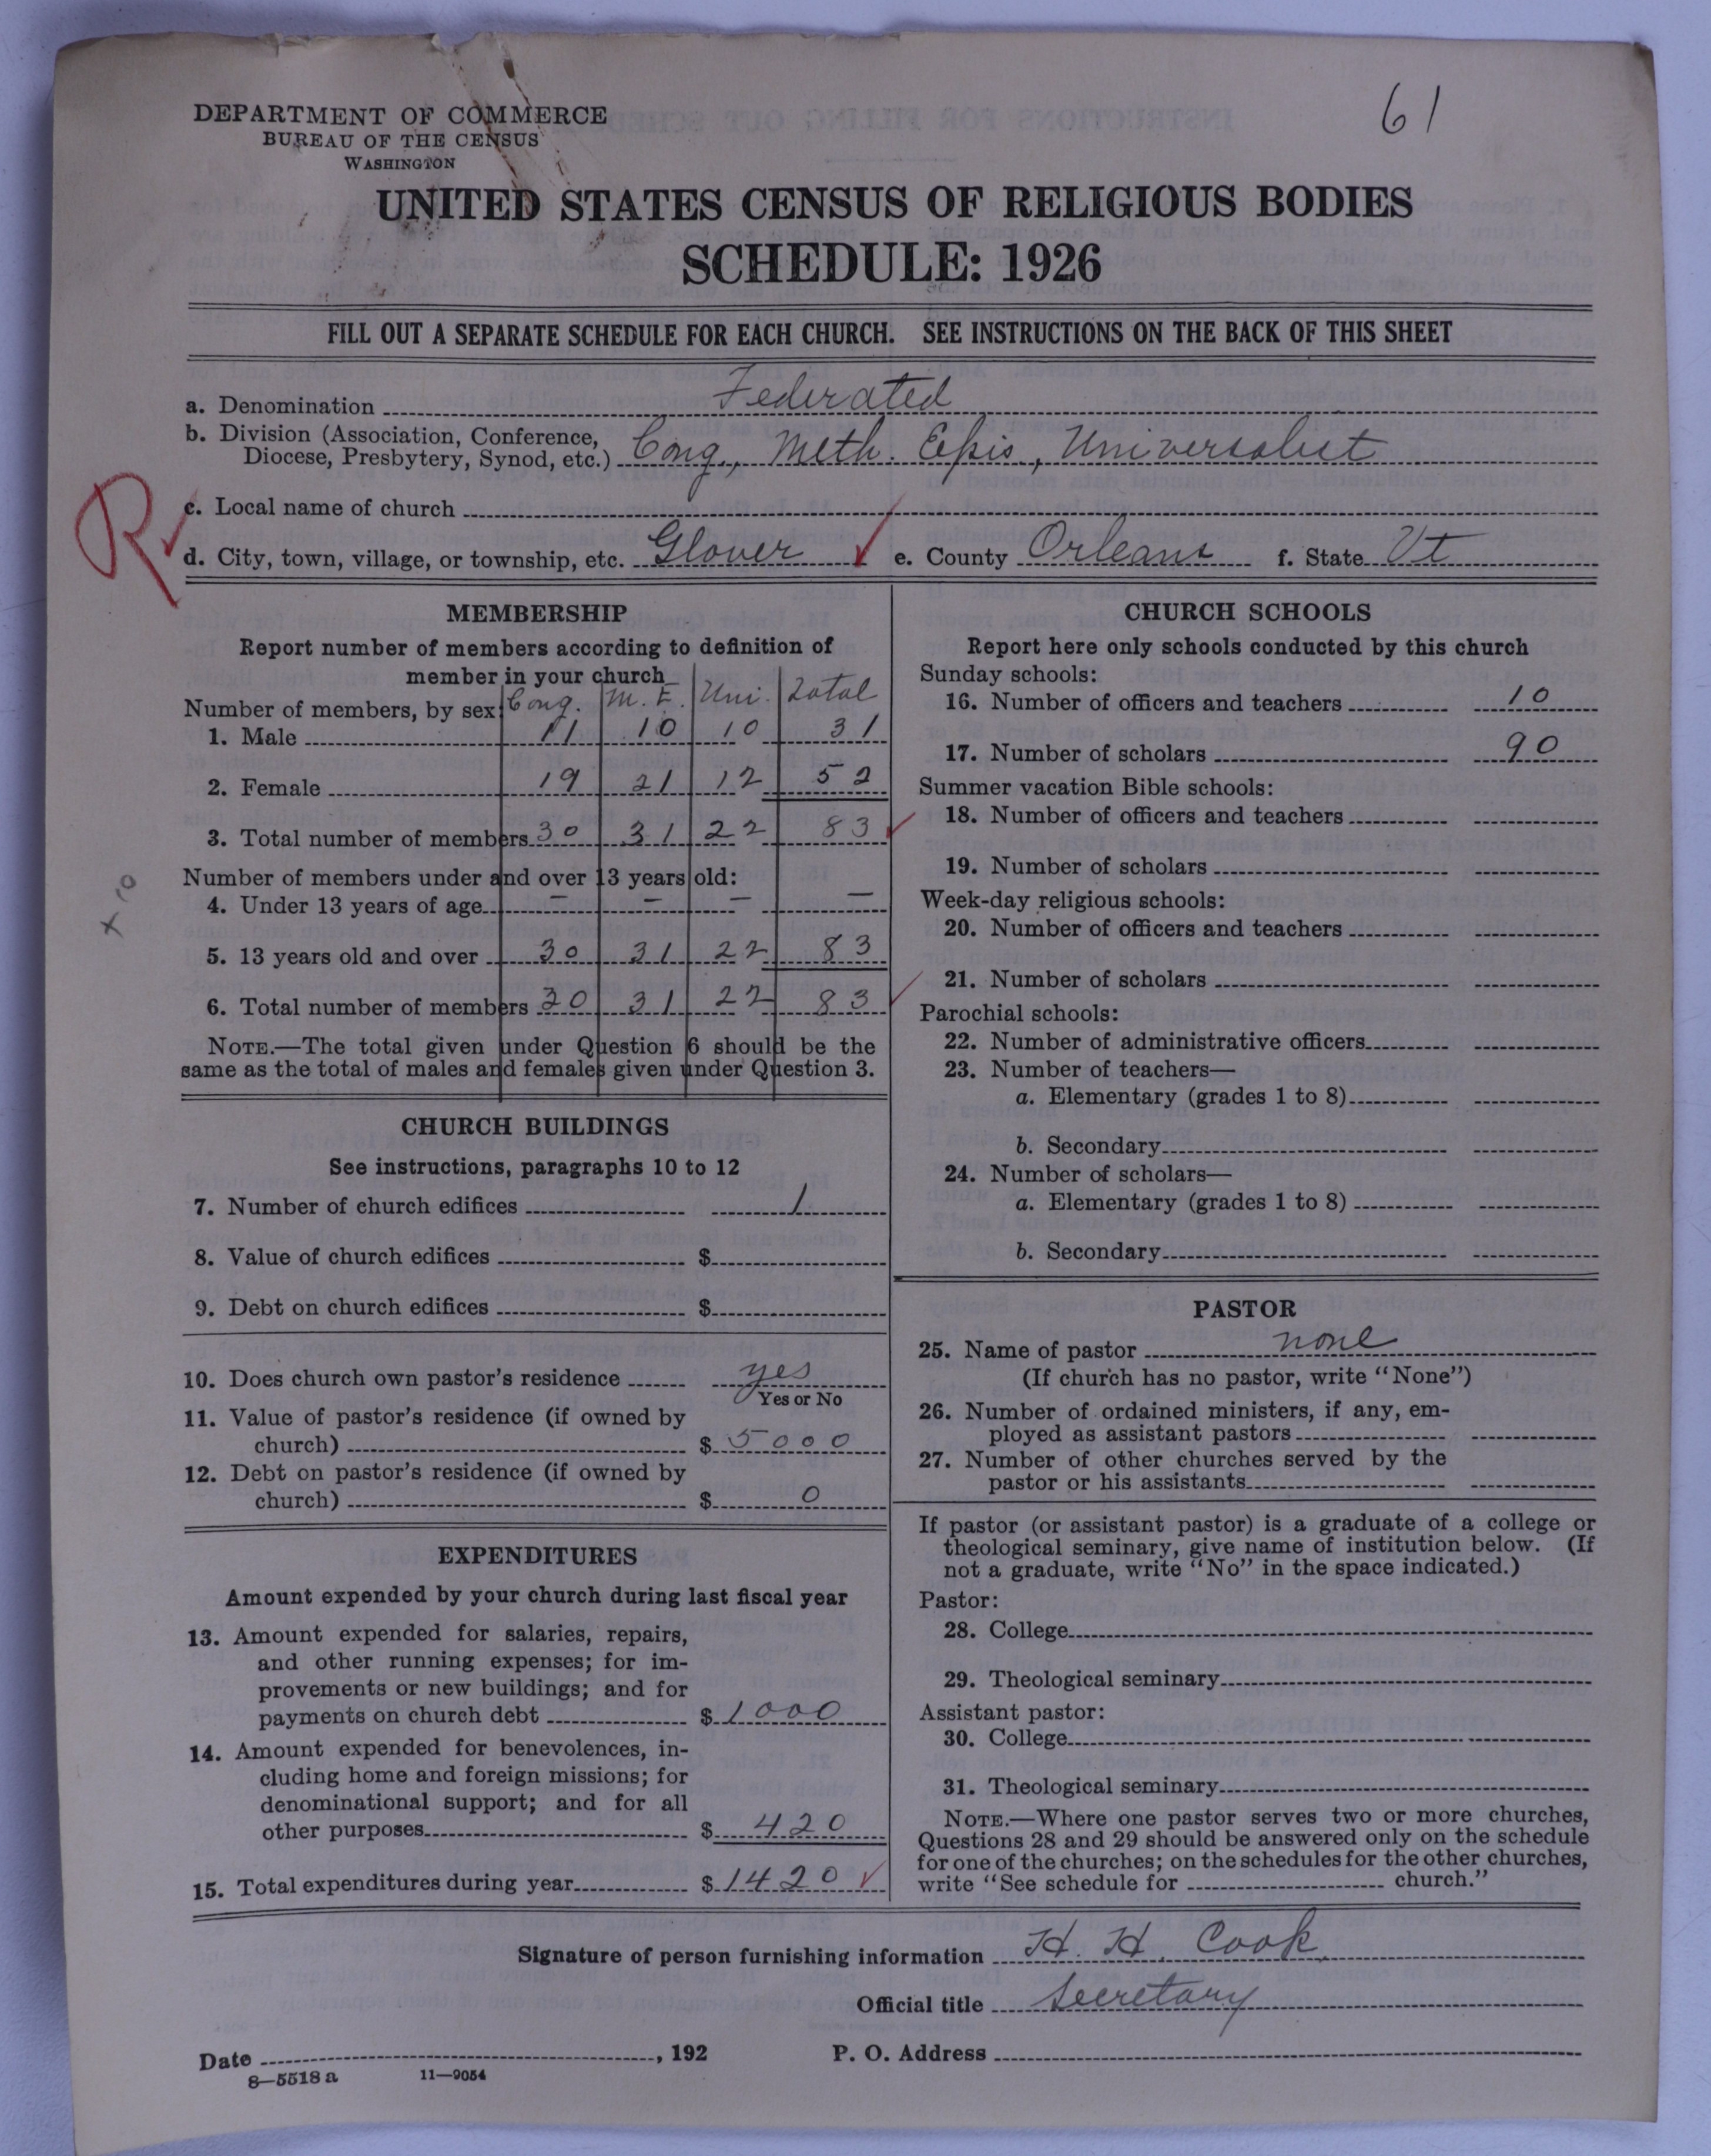 61
DEPARTMENT OF COMMERCE
BUREAU OF THE CENSUS
WASHINGTON
UNITED STATES CENSUS OF RELIGIOUS BODIES
SCHEDULE: 1926
FILL OUT A SEPARATE SCHEDULE FOR EACH CHURCH. SEE INSTRUCTIONS ON THE BACK OF THIS SHEET
a. Denomination Federated
b. Division (Association, Conference,
Diocese, Presbytery, Synod, etc.) Cong., Meth. Epis, Universalist
R
c. Local name of church
d. City, town, village, or township, etc. Glover e. County Orleans f. State Vt
MEMBERSHIP
Report number of members according to definition of
member in your church
Number of members, by sex: Cong. M. E. Uni. Total
1. Male 11 10 10 31
2. Female 19 21 12 52
3. Total number of members 30 31 22 83
Number of members under and over 13 years old:
4. Under 13 years of age – – – –
x 10
5. 13 years old and over 30 31 22 83
6. Total number of members 30 31 22 83
NOTE.—The total given under Question 6 should be the
same as the total of males and females given under Question 3.
CHURCH BUILDINGS
See instructions, paragraphs 10 to 12
7. Number of church edifices 1
8. Value of church edifices $
9. Debt on church edifices $
10. Does church own pastor's residence yes
Yes or No
11. Value of pastor's residence (if owned by
church) $ 5000
12. Debt on pastor's residence (if owned by
church) $ 0
EXPENDITURES
Amount expended by your church during last fiscal year
13. Amount expended for salaries, repairs,
and other running expenses; for im-
provements or new buildings; and for
payments on church debt $ 1000
14. Amount expended for benevolences, in-
cluding home and foreign missions; for
denominational support; and for all
other purposes $ 420
15. Total expenditures during year $ 1420
CHURCH SCHOOLS
Report here only schools conducted by this church
Sunday schools:
16. Number of officers and teachers 10
17. Number of scholars 90
Summer vacation Bible schools:
18. Number of officers and teachers
19. Number of scholars
Week-day religious schools:
20. Number of officers and teachers
21. Number of scholars
Parochial schools:
22. Number of administrative officers
23. Number of teachers—
a. Elementary (grades 1 to 8)
b. Secondary
24. Number of scholars—
a. Elementary (grades 1 to 8)
b. Secondary
PASTOR
25. Name of pastor none
(If church has no pastor, write "None")
26. Number of ordained ministers, if any, em-
ployed as assistant pastors
27. Number of other churches served by the
pastor or his assistants
If pastor (or assistant pastor) is a graduate of a college or
theological seminary, give name of institution below. (If
not a graduate, write "No" in the space indicated.)
Pastor:
28. College
29. Theological seminary
Assistant pastor:
30. College
31. Theological seminary
NOTE.—Where one pastor serves two or more churches,
Questions 28 and 29 should be answered only on the schedule
for one of the churches; on the schedules for the other churches,
write "See schedule for church."
Signature of person furnishing information H. H. Cook
Official title Secretary
Date , 192 P. O. Address
8—5518 a 11—9054